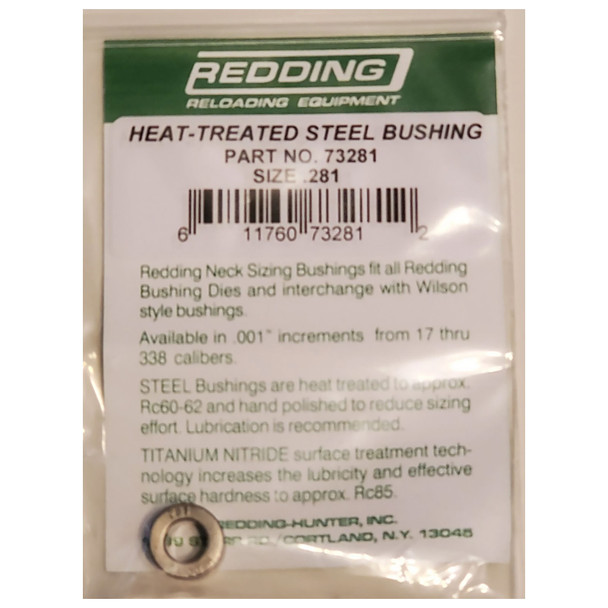 REDDING
RELOADING EQUIPMENT
HEAT-TREATED STEEL BUSHING
PART NO. 73281
SIZE .281
6 11760 73281 2
Redding Neck Sizing Bushings fit all Redding
Bushing Dies and interchange with Wilson
style bushings.
Available in .001" increments from 17 thru
338 calibers.
STEEL Bushings are heat treated to approx.
Rc60-62 and hand polished to reduce sizing
effort. Lubrication is recommended.
TITANIUM NITRIDE surface treatment tech-
nology increases the lubricity and effective
surface hardness to approx. Rc85.
REDDING-HUNTER, INC.
RD./CORTLAND, N.Y. 13045
281